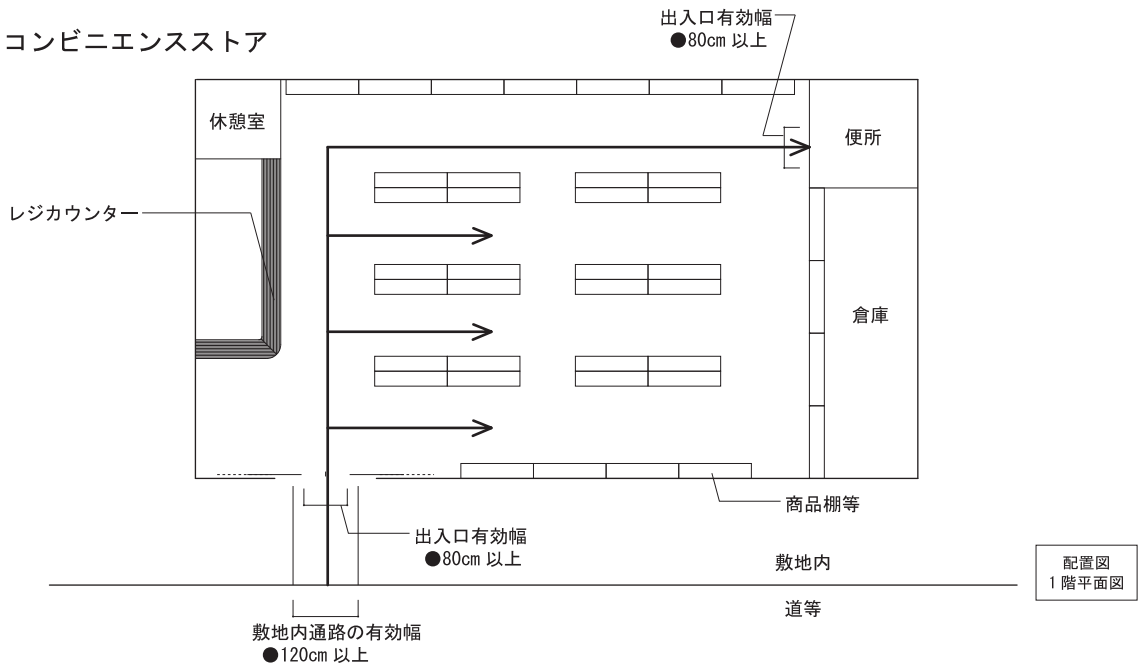 コンビニエンスストア
出入口有効幅
●80cm 以上
休憩室
便所
レジカウンター
倉庫
商品棚等
出入口有効幅
●80cm 以上
敷地内
配置図
1 階平面図
道等
敷地内通路の有効幅
●120cm 以上